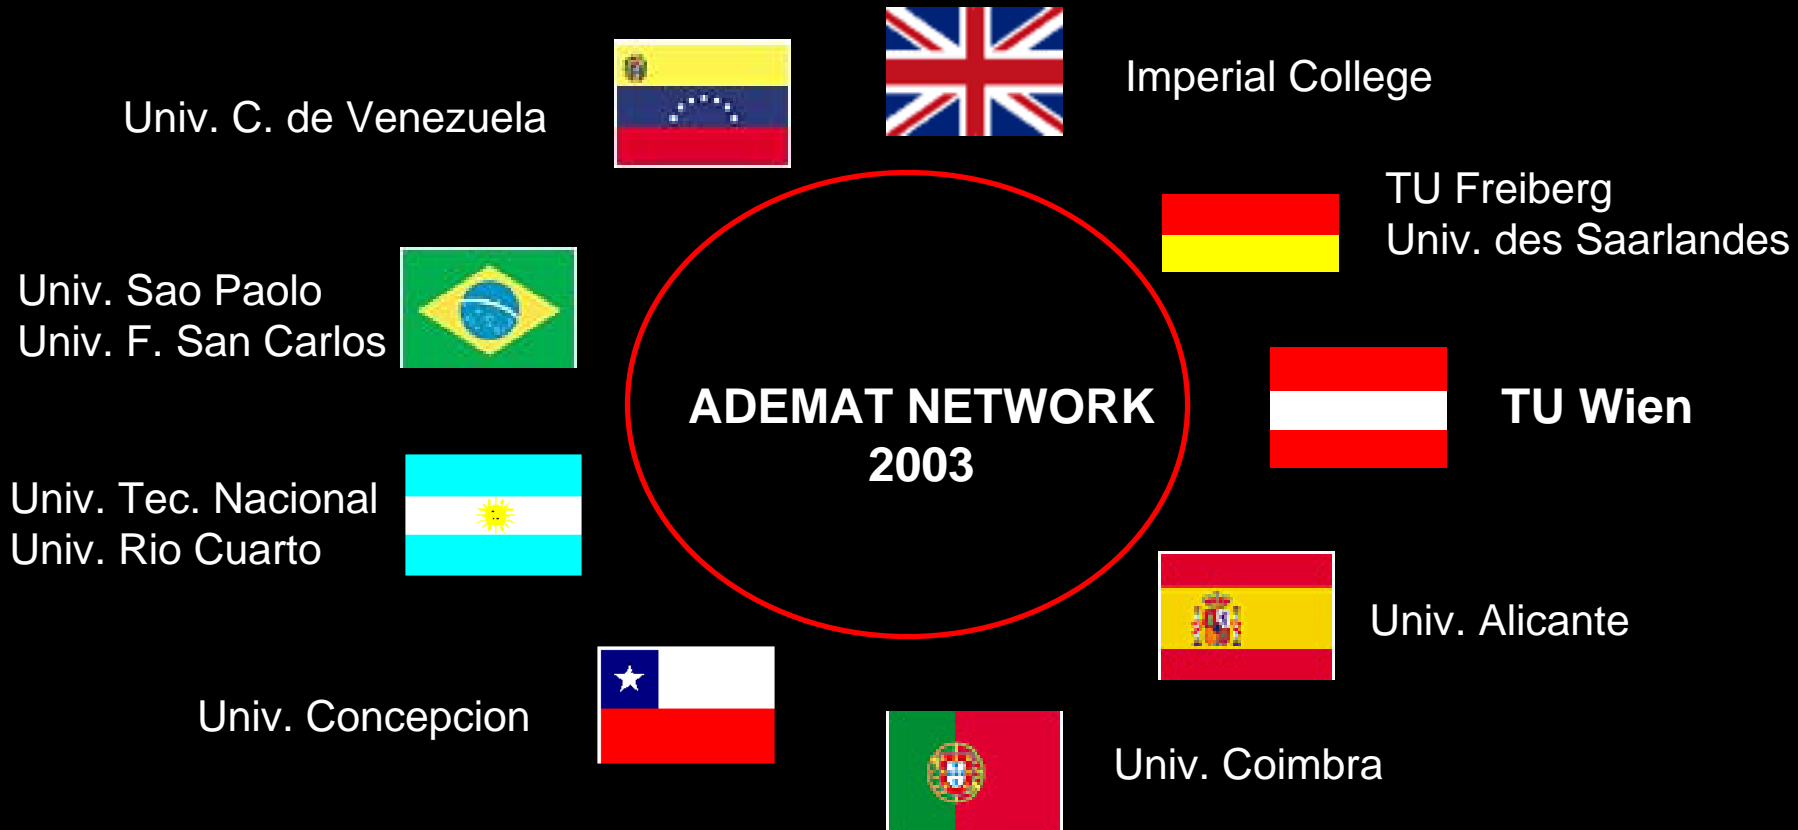 Imperial College
Univ. C. de Venezuela
TU Freiberg
Univ. des Saarlandes
Univ. Sao Paolo
Univ. F. San Carlos
ADEMAT NETWORK
2003
TU Wien
Univ. Tec. Nacional
Univ. Rio Cuarto
Univ. Alicante
Univ. Concepcion
Univ. Coimbra